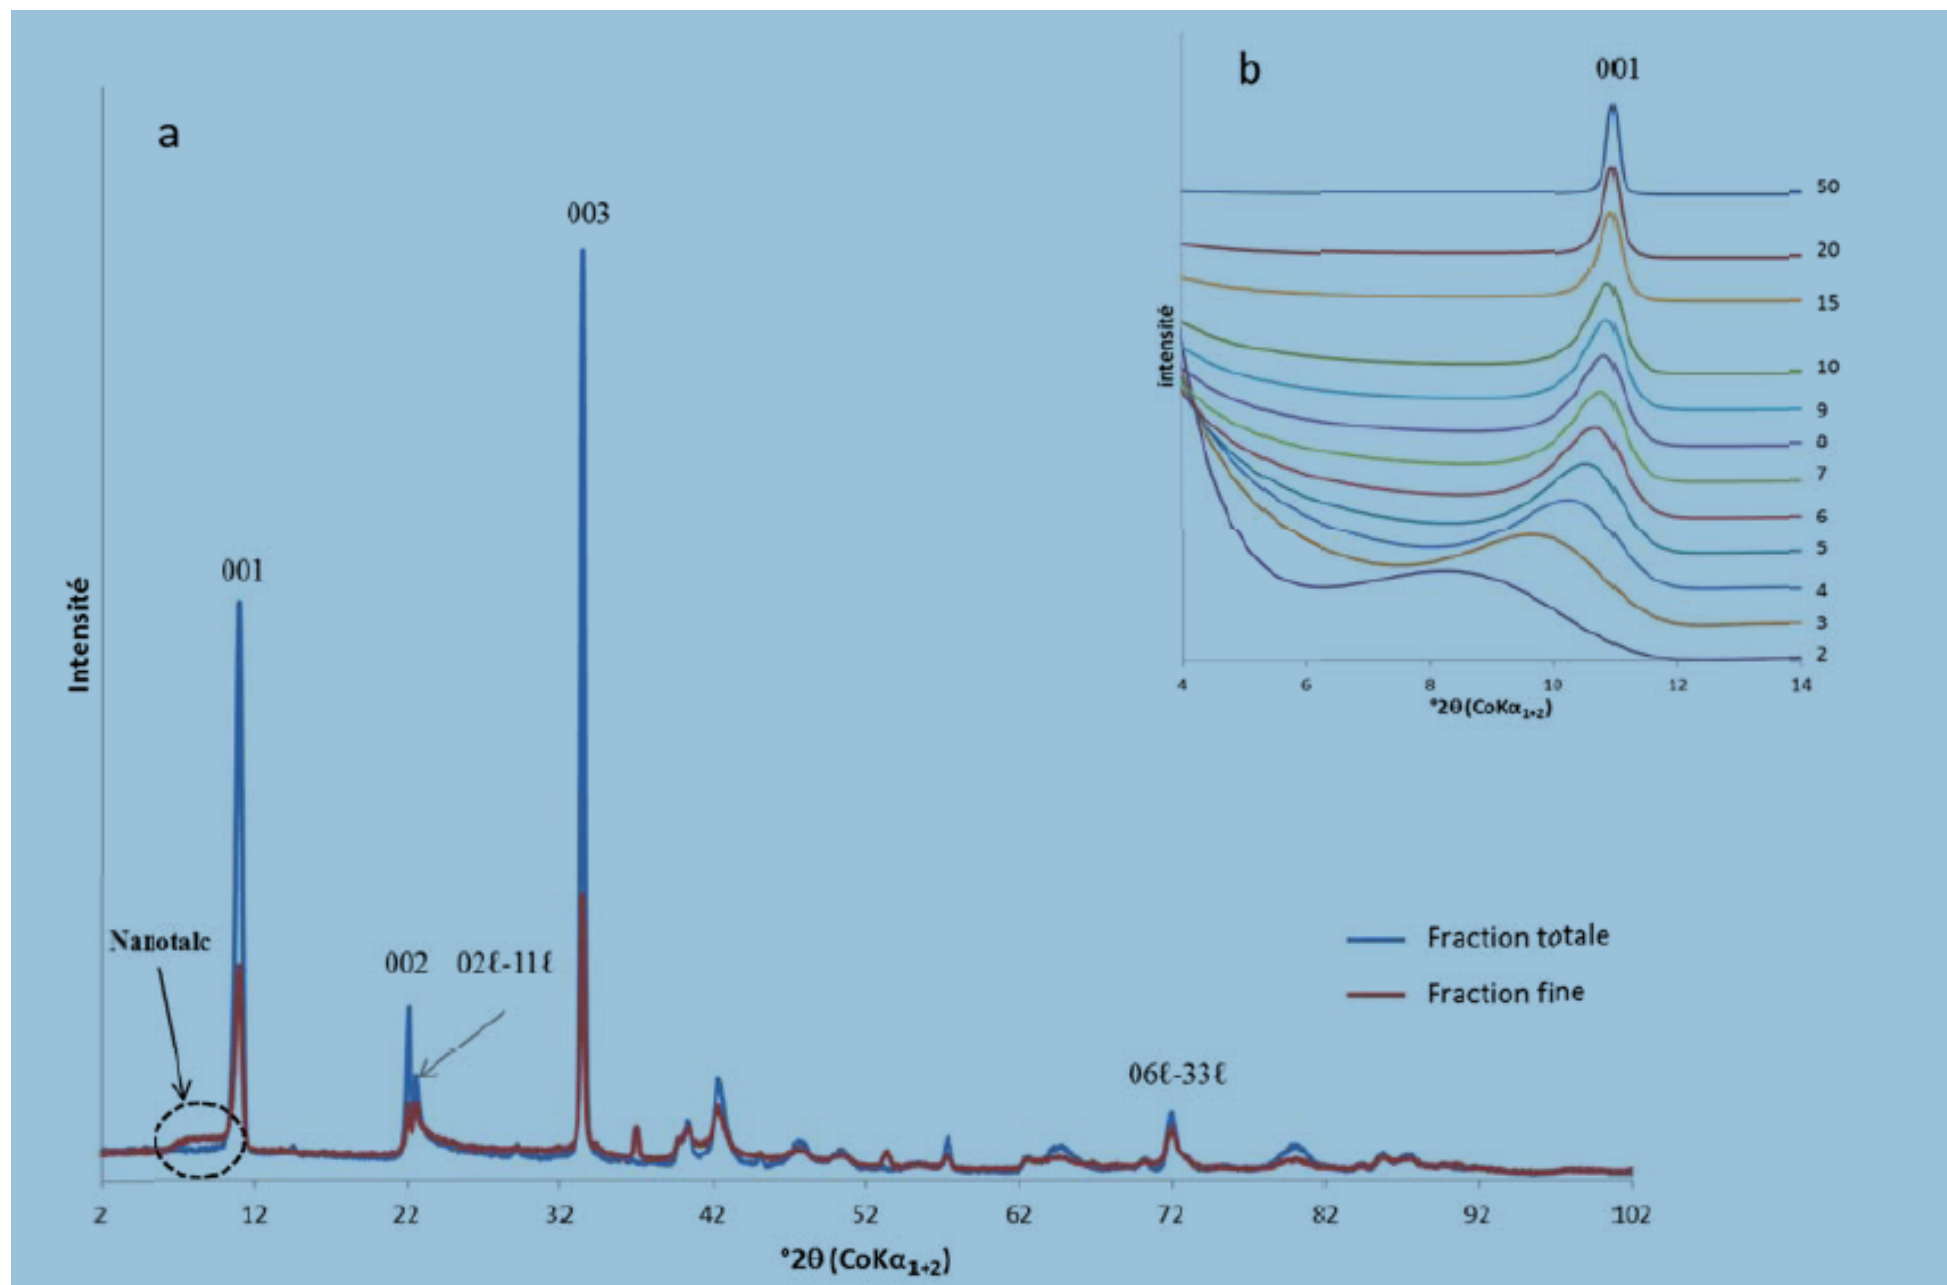 a
003
001
Intensité
Nanotalc
002 02ℓ-11ℓ
06ℓ-33ℓ
2 12 22 32 42 52 62 72 82 92 102
°2θ (CoKα1+2)
Fraction totale
Fraction fine
b
001
intensité
50
20
15
10
9
8
7
6
5
4
3
2
4 6 8 10 12 14
°2θ (CoKα1+2)